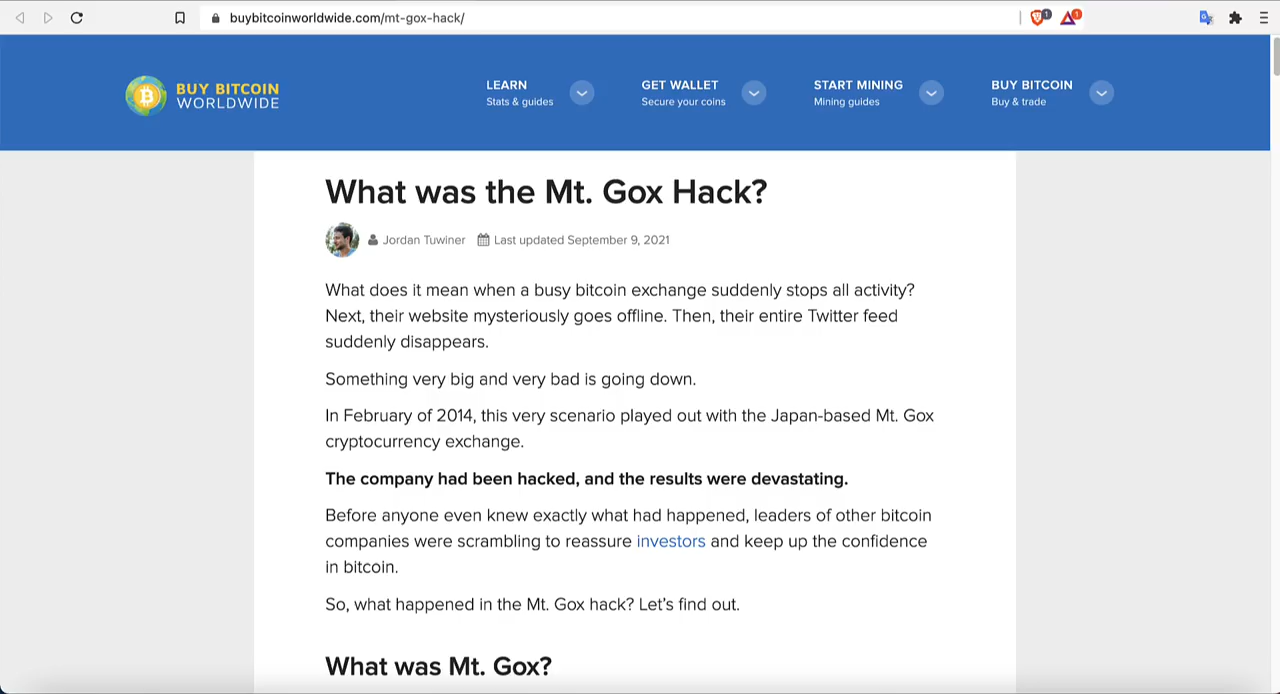 buybitcoinworldwide.com/mt-gox-hack/
1
1
BUY BITCOIN
WORLDWIDE
LEARN
Stats & guides
GET WALLET
Secure your coins
START MINING
Mining guides
BUY BITCOIN
Buy & trade
What was the Mt. Gox Hack?
Jordan Tuwiner Last updated September 9, 2021
What does it mean when a busy bitcoin exchange suddenly stops all activity?
Next, their website mysteriously goes offline. Then, their entire Twitter feed
suddenly disappears.
Something very big and very bad is going down.
In February of 2014, this very scenario played out with the Japan-based Mt. Gox
cryptocurrency exchange.
The company had been hacked, and the results were devastating.
Before anyone even knew exactly what had happened, leaders of other bitcoin
companies were scrambling to reassure investors and keep up the confidence
in bitcoin.
So, what happened in the Mt. Gox hack? Let’s find out.
What was Mt. Gox?